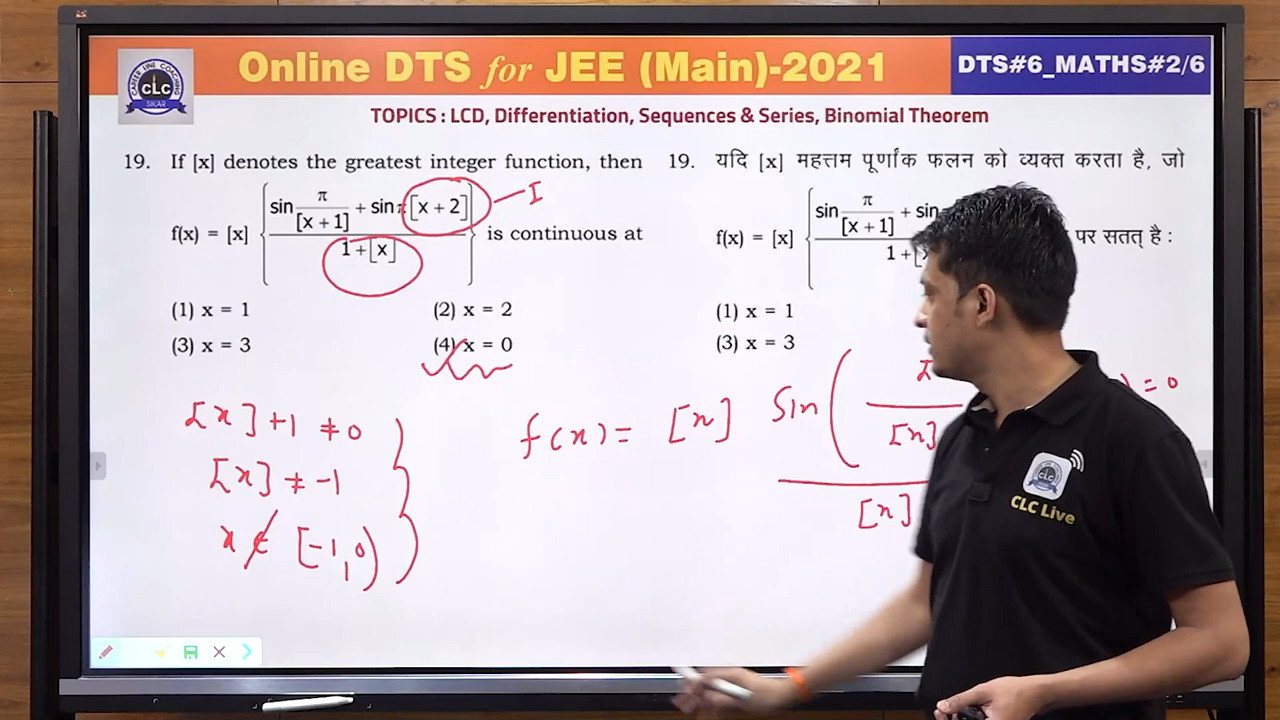 Online DTS for JEE (Main)-2021
DTS#6_MATHS#2/6
CAREER LINE COACHING
CLC
SIKAR
TOPICS : LCD, Differentiation, Sequences & Series, Binomial Theorem
19. If [x] denotes the greatest integer function, then
f(x) = [x] { (sin π/[x + 1] + sin π [x + 2]) / (1 + [x]) } is continuous at
I
(1) x = 1 (2) x = 2
(3) x = 3 (4) x = 0
19. यदि [x] महत्तम पूर्णांक फलन को व्यक्त करता है, जो
f(x) = [x] { sin π/[x + 1] + sin
1 +
पर सतत् है :
(1) x = 1
(3) x = 3
[x] + 1 ≠ 0
[x] ≠ -1
x ∉ [-1, 0)
f(x) = [x] sin( π / [x]
) = 0
[x]
CLC Live